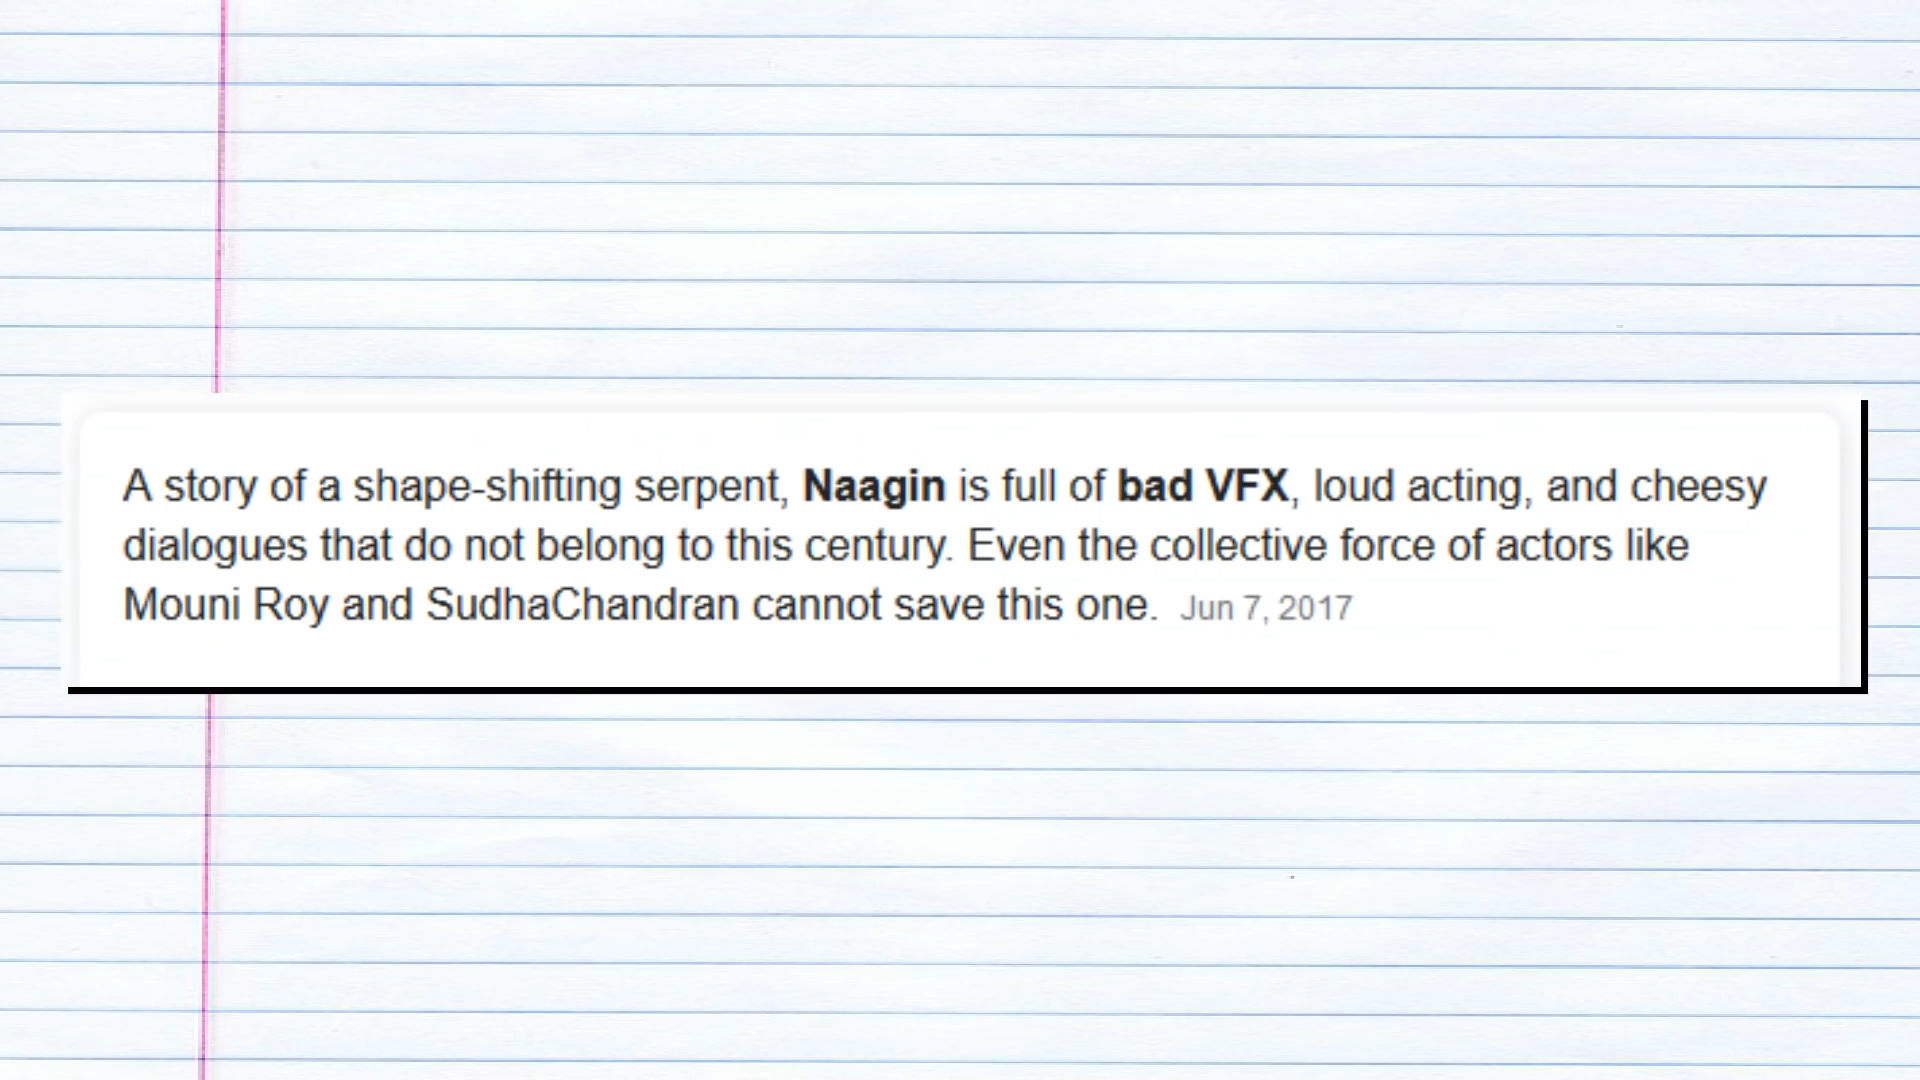 A story of a shape-shifting serpent, Naagin is full of bad VFX, loud acting, and cheesy
dialogues that do not belong to this century. Even the collective force of actors like
Mouni Roy and SudhaChandran cannot save this one. Jun 7, 2017